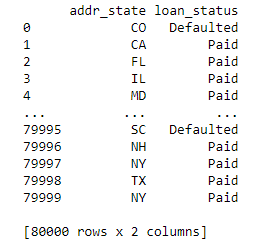 addr_state loan_status
0 CO Defaulted
1 CA Paid
2 FL Paid
3 IL Paid
4 MD Paid
... ... ...
79995 SC Defaulted
79996 NH Paid
79997 NY Paid
79998 TX Paid
79999 NY Paid
[80000 rows x 2 columns]